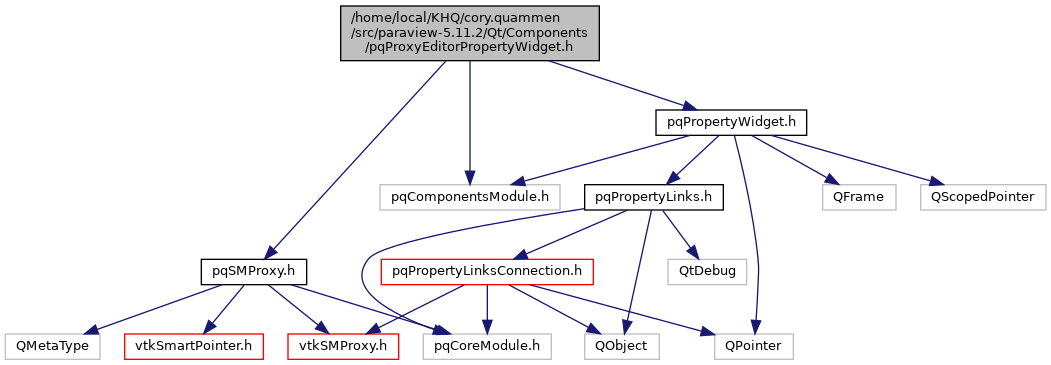 /home/local/KHQ/cory.quammen
/src/paraview-5.11.2/Qt/Components
/pqProxyEditorPropertyWidget.h
pqPropertyWidget.h
pqComponentsModule.h
pqPropertyLinks.h
QFrame
QScopedPointer
pqSMProxy.h
pqPropertyLinksConnection.h
QtDebug
QMetaType
vtkSmartPointer.h
vtkSMProxy.h
pqCoreModule.h
QObject
QPointer